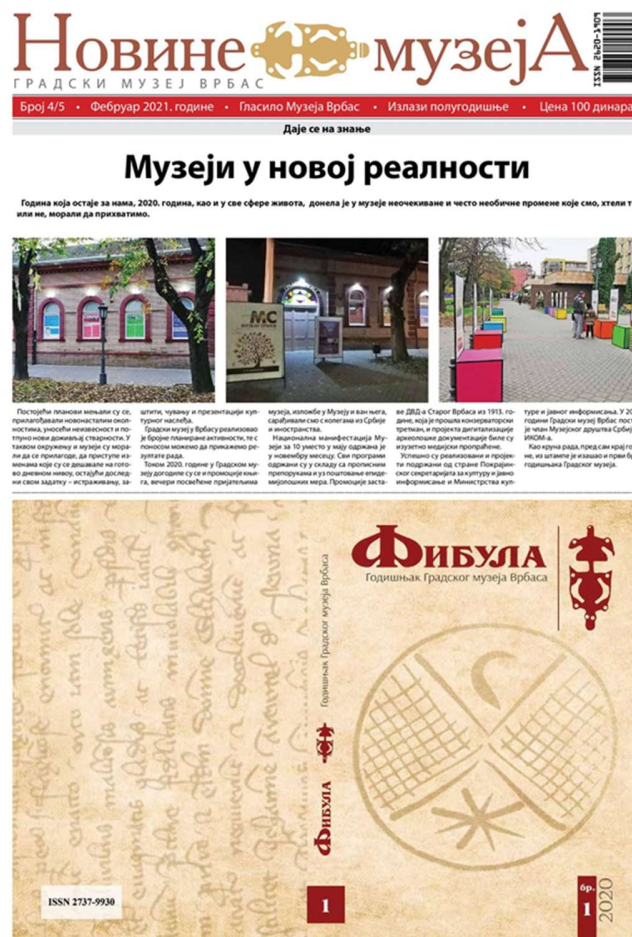 Новине музејА
ГРАДСКИ МУЗЕЈ ВРБАС
ISSN 2620-1909
Број 4/5 • Фебруар 2021. године • Гласило Музеја Врбас • Излази полугодишње • Цена 100 динара
Даје се на знање
Музеји у новој реалности
Година која остаје за нама, 2020. година, као и у све сфере живота, донела је у музеје неочекиване и често необичне промене које смо, хтели
или не, морали да прихватимо.
МС
Постојећи планови мењали су се,
прилагођавали новонасталим окол-
ностима, уносећи неизвесност и по-
тпуно нови доживљај стварности. У
таквом окружењу и музеји су мора-
ли да се прилагоде, да приступе из-
менама које су се дешавале на гото-
во дневном нивоу, остајући дослед-
ни свом задатку – истраживању, за-
штити, чувању и презентацији кул-
турног наслеђа.
Градски музеј у Врбасу реализовао
је бројне планиране активности, те с
поносом можемо да прикажемо ре-
зултате рада.
Током 2020. године у Градском му-
зеју догодиле су се и промоције књи-
га, вечери посвећене пријатељима
музеја, изложбе у Музеју и ван њега,
сарађивали смо с колегама из Србије
и иностранства.
Национална манифестација Му-
зеји за 10 уместо у мају одржана је
у новембру месецу. Сви програми
одржани су у складу са прописним
препорукама и уз поштовање епиде-
мијолошких мера. Промоције заста-
ве ДВД-а Старог Врбаса из 1913. го-
дине, која је прошла конзерваторски
третман, и пројекта дигитализације
археолошке документације биле су
изузетно медијски пропраћене.
Успешно су реализовани и пројек-
ти подржани од стране Покрајин-
ског секретаријата за културу и јавно
информисање и Министарства кул-
туре и јавног информисања. У
години Градски музеј Врбас
је члан Музејског друштва
ИКОМ-а.
Као круна рада, пред сам крај
не, из штампе је изашао и први
годишњака Градског музеја.
Фибула
Годишњак Градског музеја Врбаса
Годишњак Градског музеја Врбаса
Фибула
ISSN 2737-9930
1
бр.
1
2020